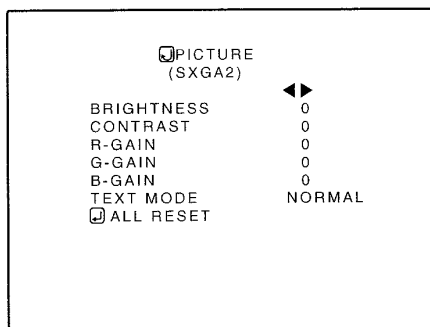 PICTURE
(SXGA2)
◀▶
BRIGHTNESS 0
CONTRAST 0
R-GAIN 0
G-GAIN 0
B-GAIN 0
TEXT MODE NORMAL
ALL RESET